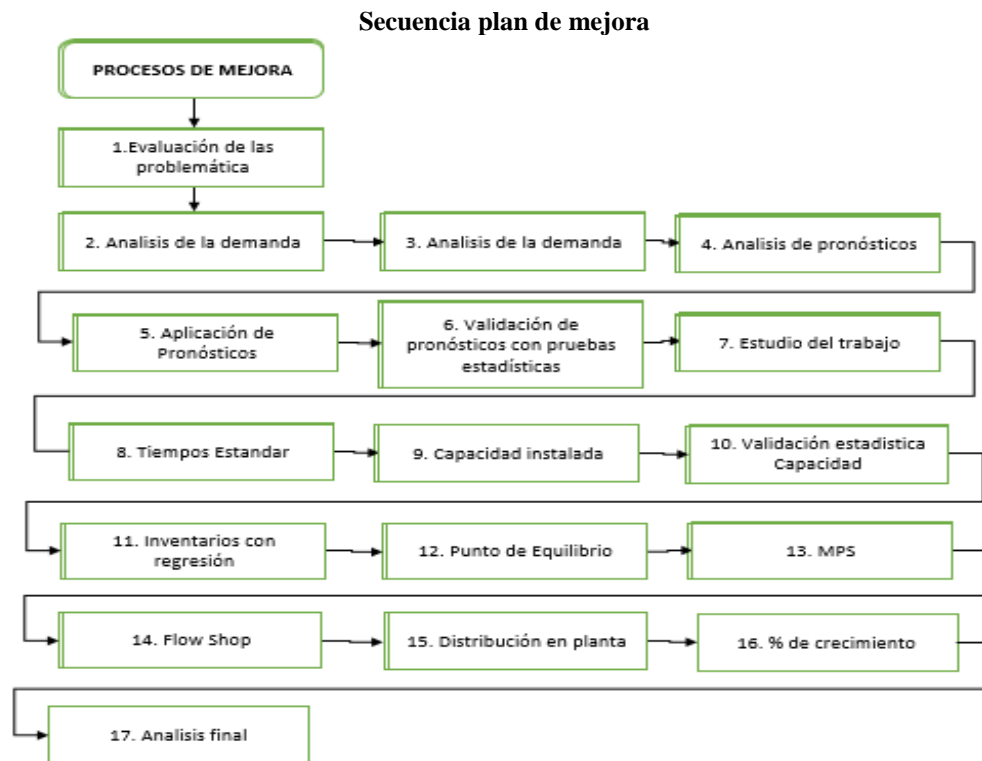 Secuencia plan de mejora
PROCESOS DE MEJORA
1.Evaluación de las
problemática
2. Analisis de la demanda
3. Analisis de la demanda
4. Analisis de pronósticos
5. Aplicación de
Pronósticos
6. Validación de
pronósticos con pruebas
estadísticas
7. Estudio del trabajo
8. Tiempos Estandar
9. Capacidad instalada
10. Validación estadistica
Capacidad
11. Inventarios con
regresión
12. Punto de Equilibrio
13. MPS
14. Flow Shop
15. Distribución en planta
16. % de crecimiento
17. Analisis final